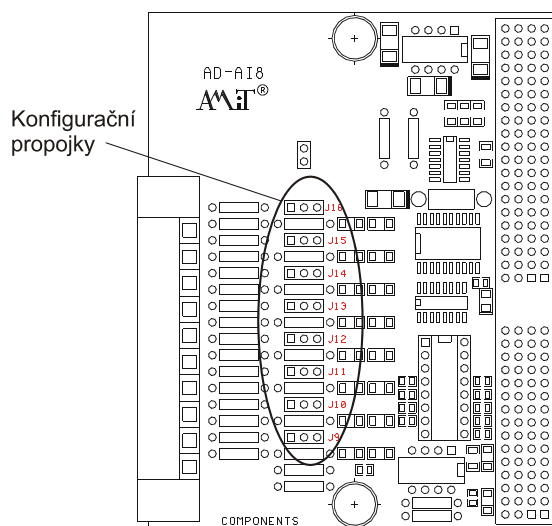 AD-AI8
AMiT®
Konfigurační
propojky
J16
J15
J14
J13
J12
J11
J10
J9
COMPONENTS